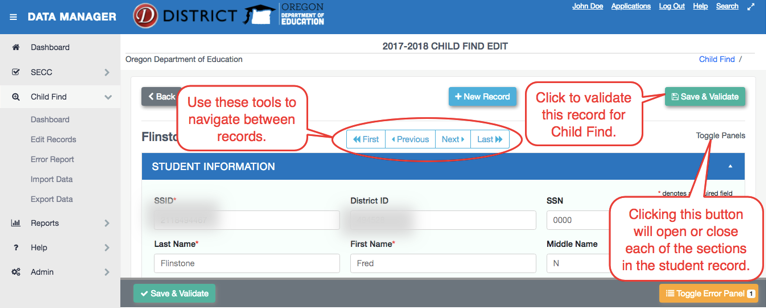 DATA MANAGER
D DISTRICT
OREGON
DEPARTMENT OF
EDUCATION
John Doe Applications Log Out Help Search
Dashboard
SECC
Child Find
Dashboard
Edit Records
Error Report
Import Data
Export Data
Reports
Help
Admin
2017-2018 CHILD FIND EDIT
Oregon Department of Education
Child Find /
Back
+ New Record
Save & Validate
Use these tools to
navigate between
records.
Click to validate
this record for
Child Find.
Flinsto
First Previous Next Last
Toggle Panels
STUDENT INFORMATION
* denotes required field
SSID* District ID SSN
0000
Last Name* First Name* Middle Name
Flinstone Fred N
Clicking this button
will open or close
each of the sections
in the student record.
Save & Validate
Toggle Error Panel 1